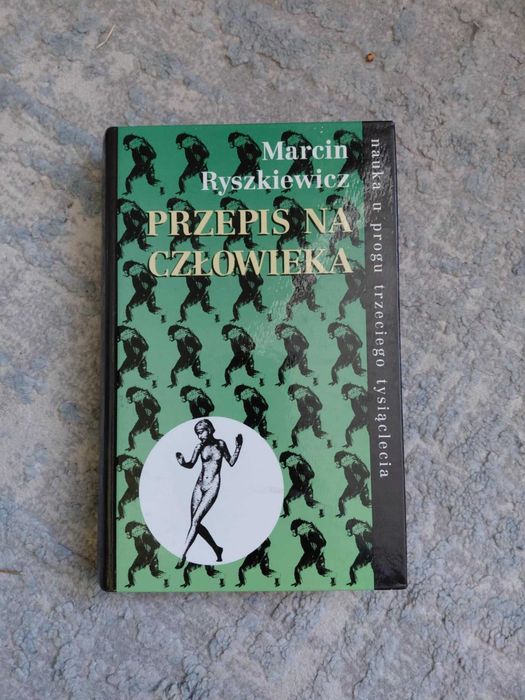 Marcin
Ryszkiewicz
PRZEPIS NA
CZŁOWIEKA
nauka u progu trzeciego tysiąclecia